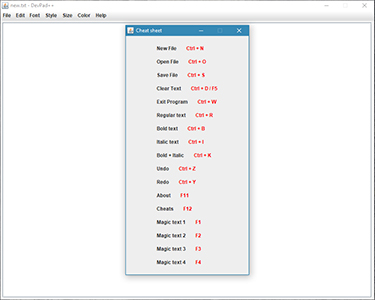 new.txt - DevPad++
File Edit Font Style Size Color Help
Cheat sheet
New File Ctrl + N
Open File Ctrl + O
Save File Ctrl + S
Clear Text Ctrl + D / F5
Exit Program Ctrl + W
Regular text Ctrl + R
Bold text Ctrl + B
Italic text Ctrl + I
Bold + Italic Ctrl + K
Undo Ctrl + Z
Redo Ctrl + Y
About F11
Cheats F12
Magic text 1 F1
Magic text 2 F2
Magic text 3 F3
Magic text 4 F4